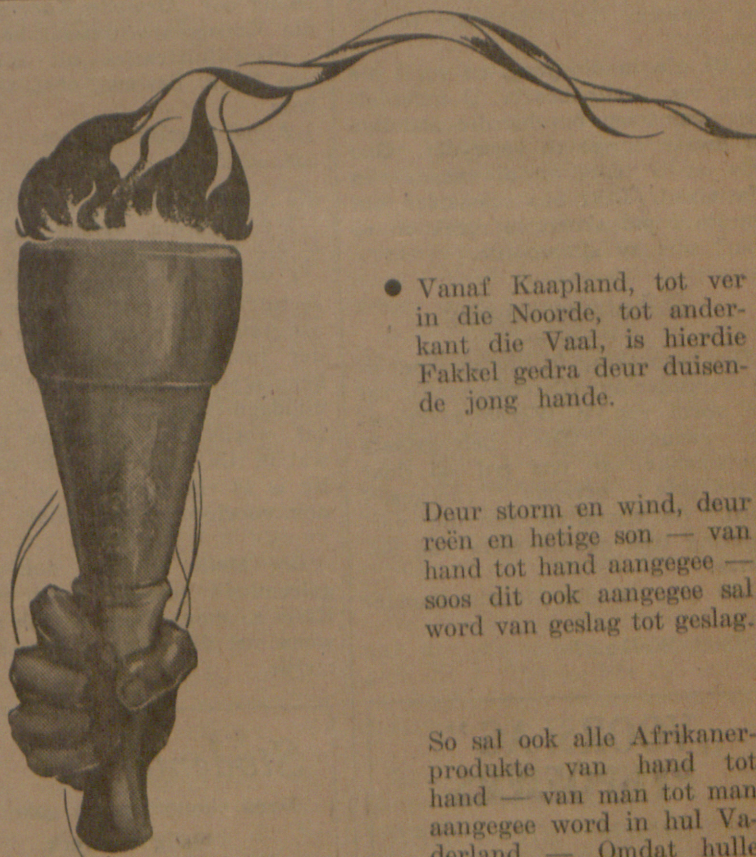 ● Vanaf Kaapland, tot ver
in die Noorde, tot ander-
kant die Vaal, is hierdie
Fakkel gedra deur duisen-
de jong hande.
Deur storm en wind, deur
reën en hetige son — van
hand tot hand aangegee —
soos dit ook aangegee sal
word van geslag tot geslag.
So sal ook alle Afrikaner-
produkte van hand tot
hand — van man tot man
aangegee word in hul Va-
derland — Omdat hulle